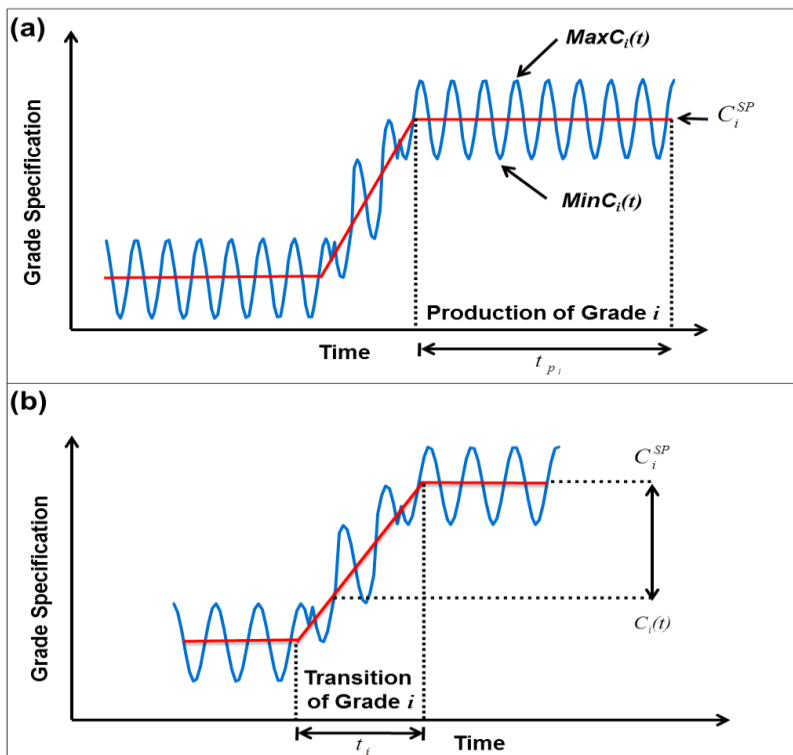 (a)
MaxCᵢ(t)
Cᵢ^SP
MinCᵢ(t)
Grade Specification
Production of Grade i
Time
t_pᵢ
(b)
Cᵢ^SP
Grade Specification
Cᵢ(t)
Transition
of Grade i
tᵢ
Time